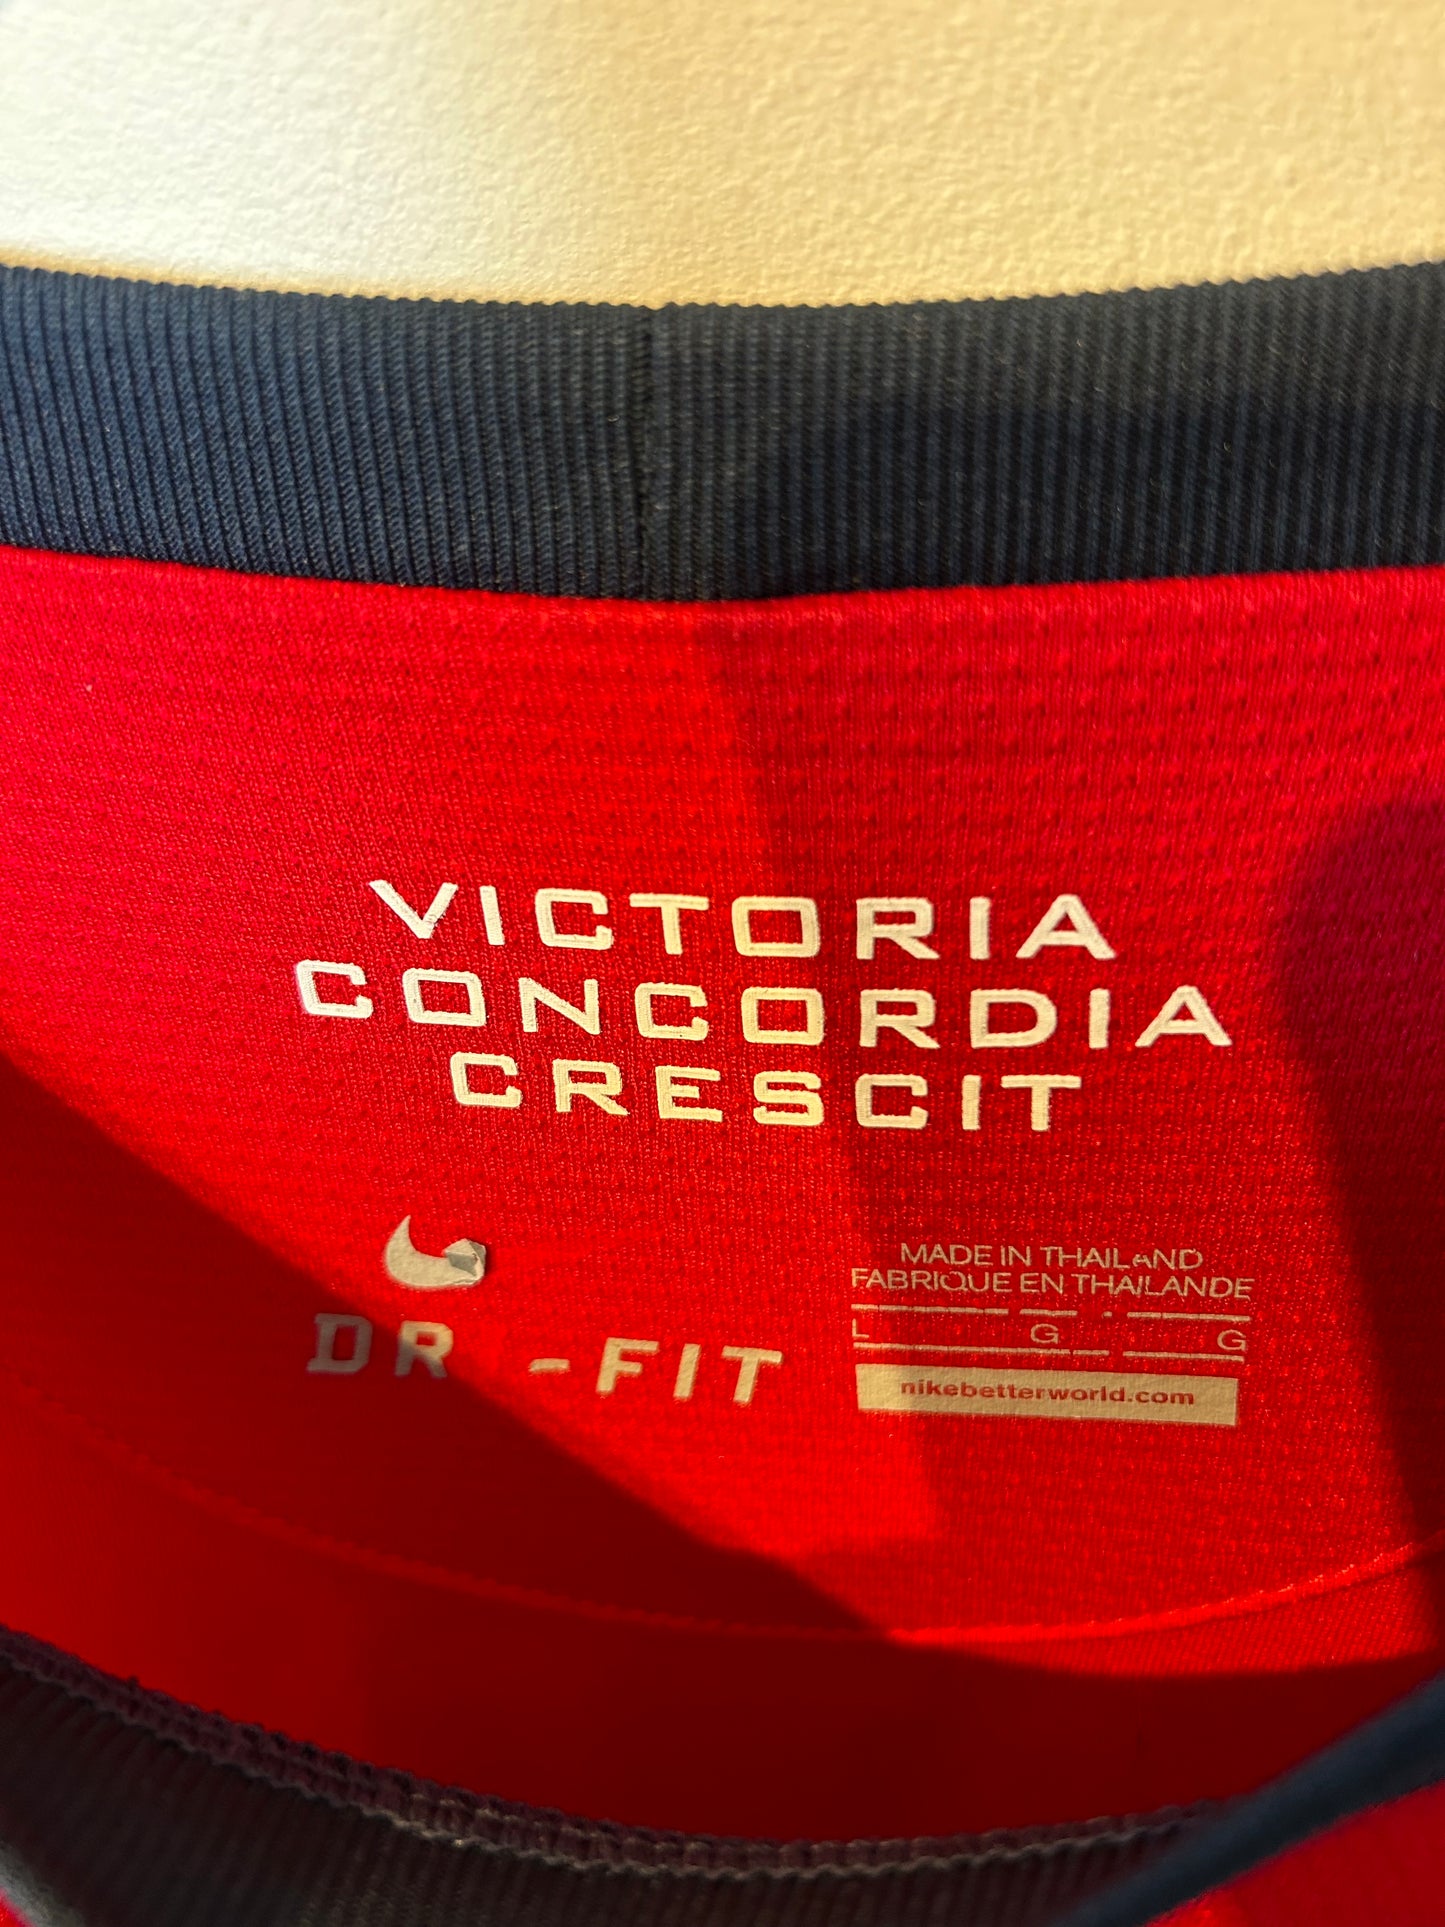 VICTORIA
CONCORDIA
CRESCIT
DR -FIT
MADE IN THAILAND
FABRIQUE EN THAILANDE
L G G
nikebetterworld.com